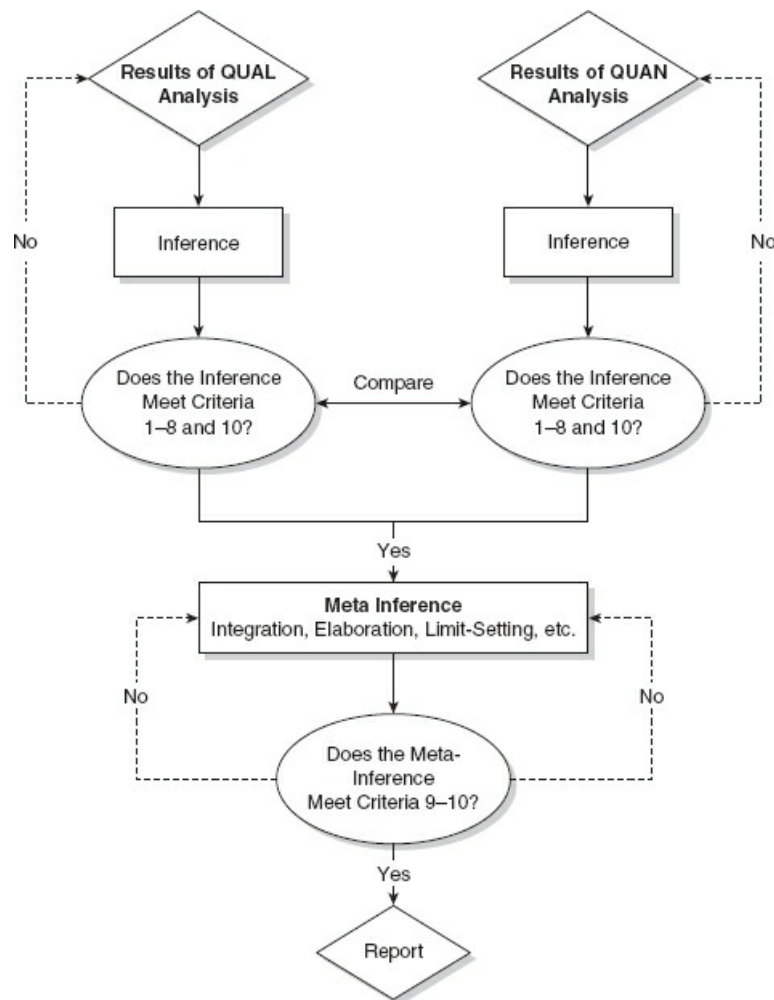 Results of QUAL
Analysis
Results of QUAN
Analysis
No
Inference
Inference
No
Does the Inference
Meet Criteria
1–8 and 10?
Compare
Does the Inference
Meet Criteria
1–8 and 10?
Yes
Meta Inference
Integration, Elaboration, Limit-Setting, etc.
No
No
Does the Meta-
Inference
Meet Criteria 9–10?
Yes
Report